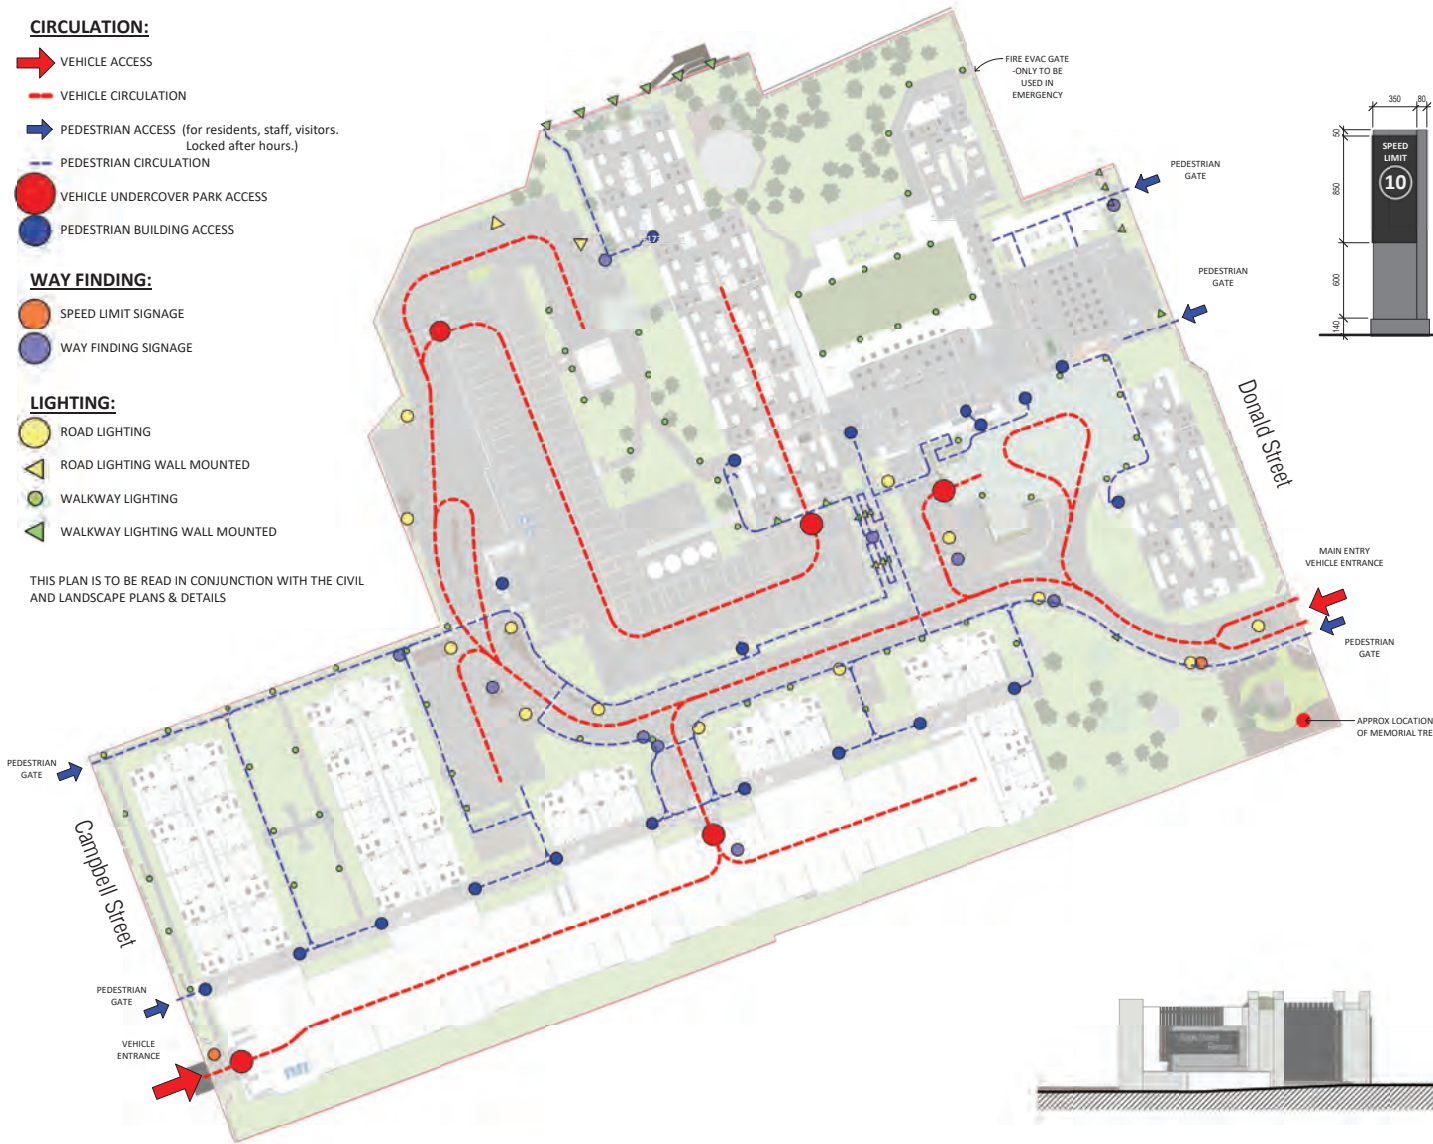 CIRCULATION:
VEHICLE ACCESS
VEHICLE CIRCULATION
PEDESTRIAN ACCESS (for residents, staff, visitors.
Locked after hours.)
PEDESTRIAN CIRCULATION
VEHICLE UNDERCOVER PARK ACCESS
PEDESTRIAN BUILDING ACCESS
WAY FINDING:
SPEED LIMIT SIGNAGE
WAY FINDING SIGNAGE
LIGHTING:
ROAD LIGHTING
ROAD LIGHTING WALL MOUNTED
WALKWAY LIGHTING
WALKWAY LIGHTING WALL MOUNTED
THIS PLAN IS TO BE READ IN CONJUNCTION WITH THE CIVIL
AND LANDSCAPE PLANS & DETAILS
FIRE EVAC GATE
-ONLY TO BE
USED IN
EMERGENCY
PEDESTRIAN
GATE
PEDESTRIAN
GATE
350
80
50
850
600
140
SPEED
LIMIT
10
Donald Street
MAIN ENTRY
VEHICLE ENTRANCE
PEDESTRIAN
GATE
APPROX LOCATION
OF MEMORIAL TRE
PEDESTRIAN
GATE
Campbell Street
PEDESTRIAN
GATE
VEHICLE
ENTRANCE